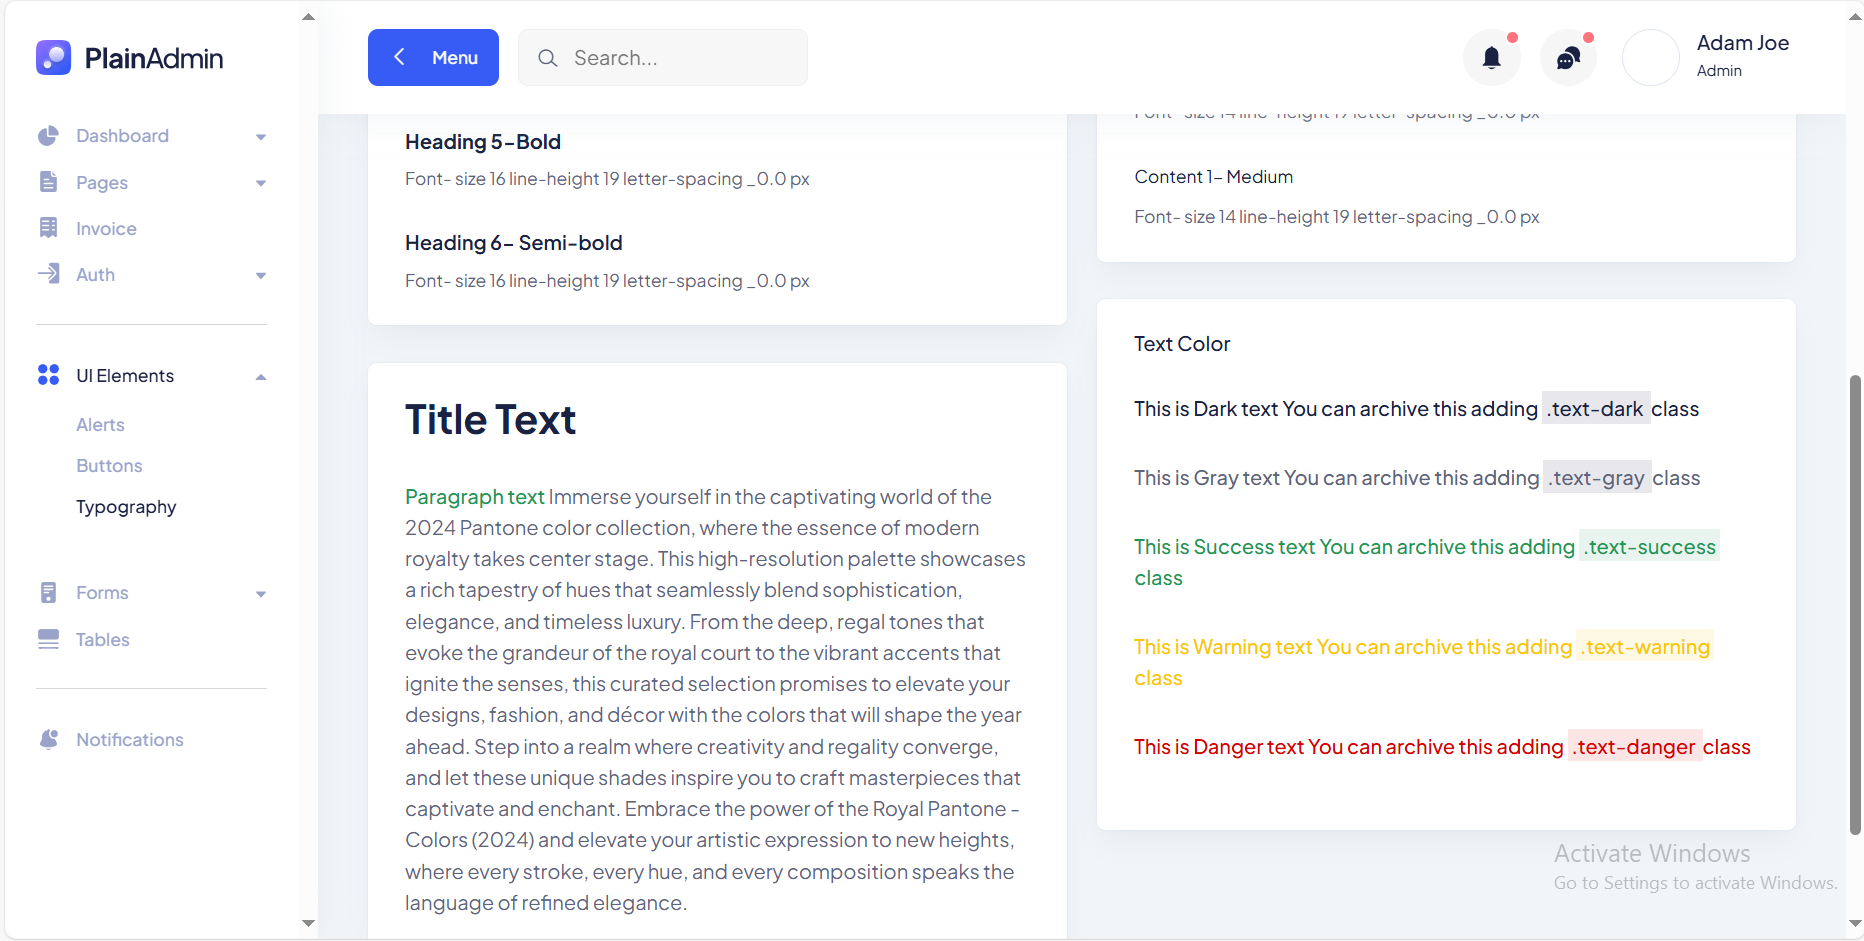 PlainAdmin
Dashboard
Pages
Invoice
Auth
UI Elements
Alerts
Buttons
Typography
Forms
Tables
Notifications
Menu
Search...
Adam Joe
Admin
Heading 5-Bold
Font- size 16 line-height 19 letter-spacing _0.0 px
Heading 6- Semi-bold
Font- size 16 line-height 19 letter-spacing _0.0 px
Title Text
Paragraph text Immerse yourself in the captivating world of the
2024 Pantone color collection, where the essence of modern
royalty takes center stage. This high-resolution palette showcases
a rich tapestry of hues that seamlessly blend sophistication,
elegance, and timeless luxury. From the deep, regal tones that
evoke the grandeur of the royal court to the vibrant accents that
ignite the senses, this curated selection promises to elevate your
designs, fashion, and décor with the colors that will shape the year
ahead. Step into a realm where creativity and regality converge,
and let these unique shades inspire you to craft masterpieces that
captivate and enchant. Embrace the power of the Royal Pantone -
Colors (2024) and elevate your artistic expression to new heights,
where every stroke, every hue, and every composition speaks the
language of refined elegance.
Font- size 14 line-height 19 letter-spacing _0.0 px
Content 1- Medium
Font- size 14 line-height 19 letter-spacing _0.0 px
Text Color
This is Dark text You can archive this adding .text-dark class
This is Gray text You can archive this adding .text-gray class
This is Success text You can archive this adding .text-success
class
This is Warning text You can archive this adding .text-warning
class
This is Danger text You can archive this adding .text-danger class
Activate Windows
Go to Settings to activate Windows.